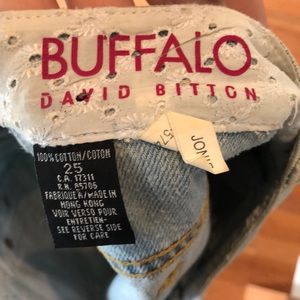 BUFFALO
DAVID BITTON
100% COTTON/COTON
25
C.A. 17311
R.N. 85706
FABRIQUÉ À/MADE IN
HONG KONG
VOIR VERSO POUR
ENTRETIEN-
SEE REVERSE SIDE
FOR CARE